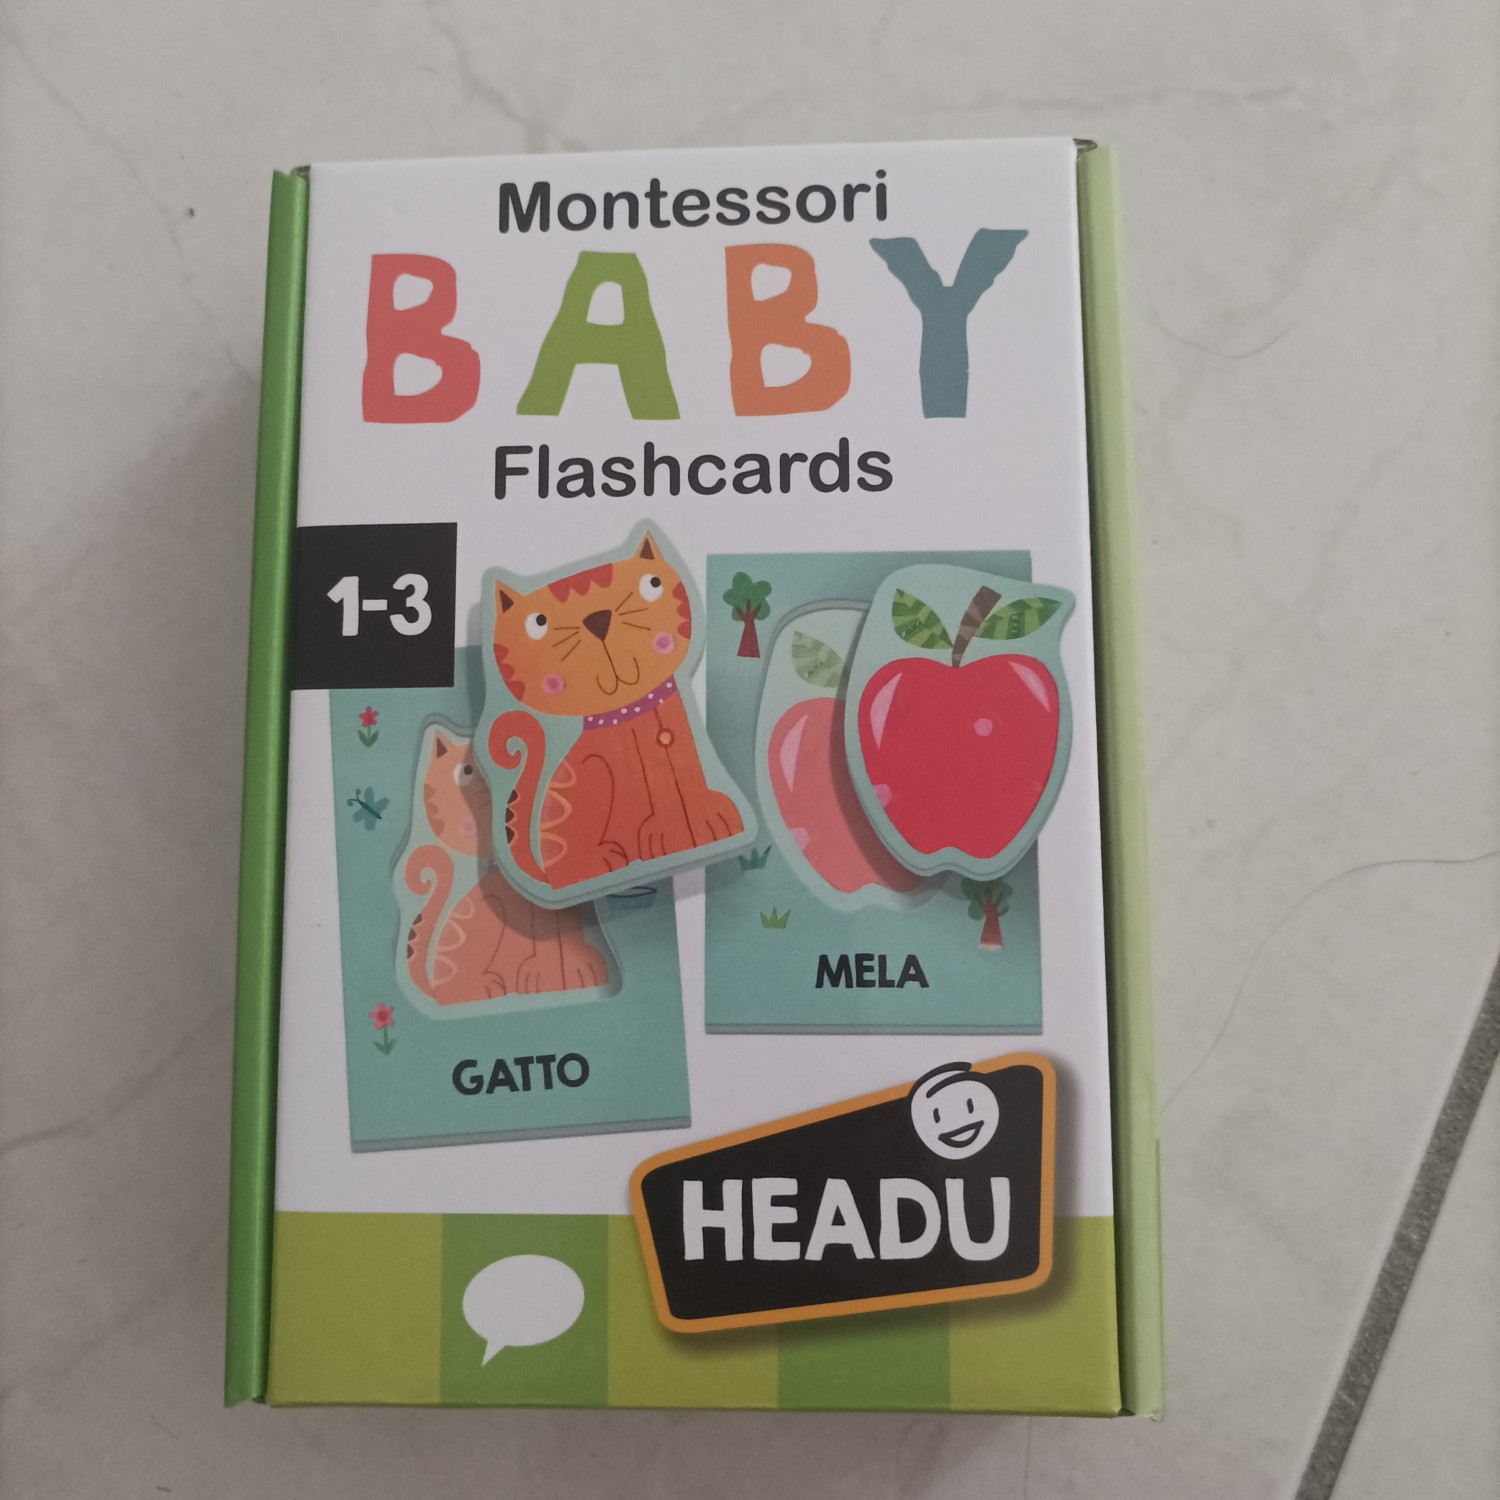 Montessori
BABY
Flashcards
1-3
MELA
GATTO
HEADU